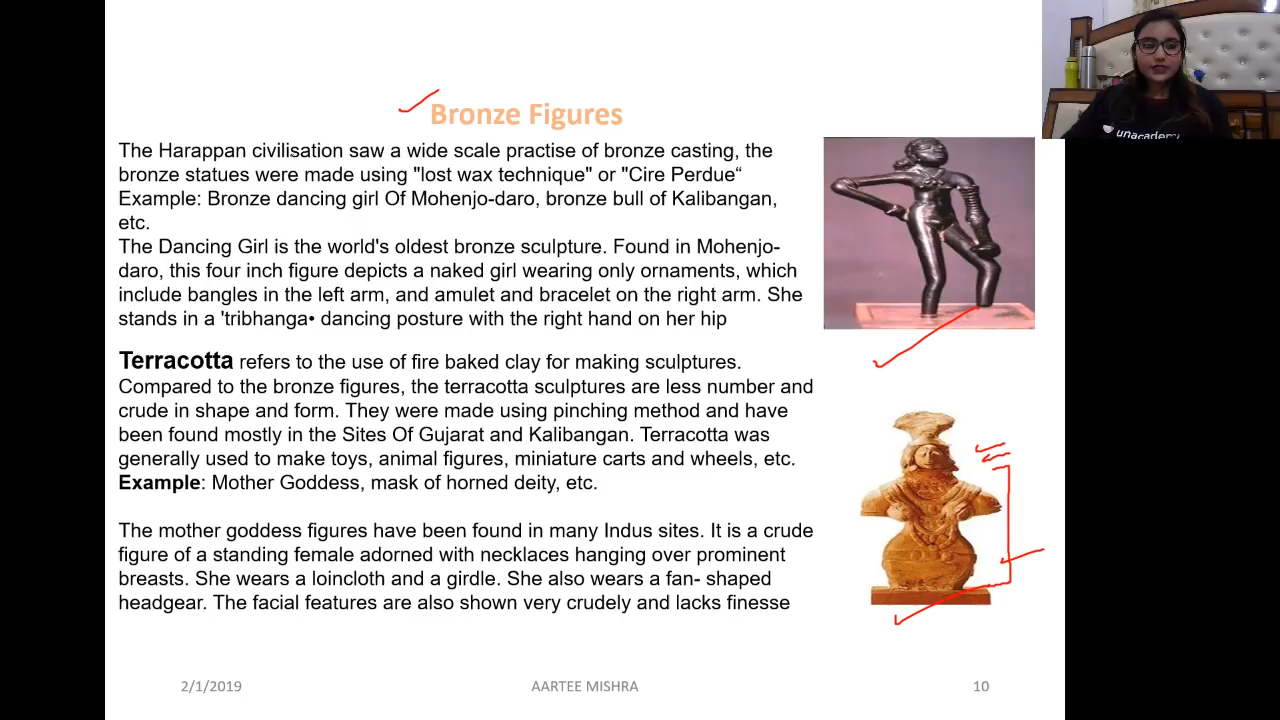 Bronze Figures
The Harappan civilisation saw a wide scale practise of bronze casting, the
bronze statues were made using "lost wax technique" or "Cire Perdue“
Example: Bronze dancing girl Of Mohenjo-daro, bronze bull of Kalibangan,
etc.
The Dancing Girl is the world's oldest bronze sculpture. Found in Mohenjo-
daro, this four inch figure depicts a naked girl wearing only ornaments, which
include bangles in the left arm, and amulet and bracelet on the right arm. She
stands in a 'tribhanga• dancing posture with the right hand on her hip
Terracotta refers to the use of fire baked clay for making sculptures.
Compared to the bronze figures, the terracotta sculptures are less number and
crude in shape and form. They were made using pinching method and have
been found mostly in the Sites Of Gujarat and Kalibangan. Terracotta was
generally used to make toys, animal figures, miniature carts and wheels, etc.
Example: Mother Goddess, mask of horned deity, etc.
The mother goddess figures have been found in many Indus sites. It is a crude
figure of a standing female adorned with necklaces hanging over prominent
breasts. She wears a loincloth and a girdle. She also wears a fan- shaped
headgear. The facial features are also shown very crudely and lacks finesse
2/1/2019
AARTEE MISHRA
10
unacademy